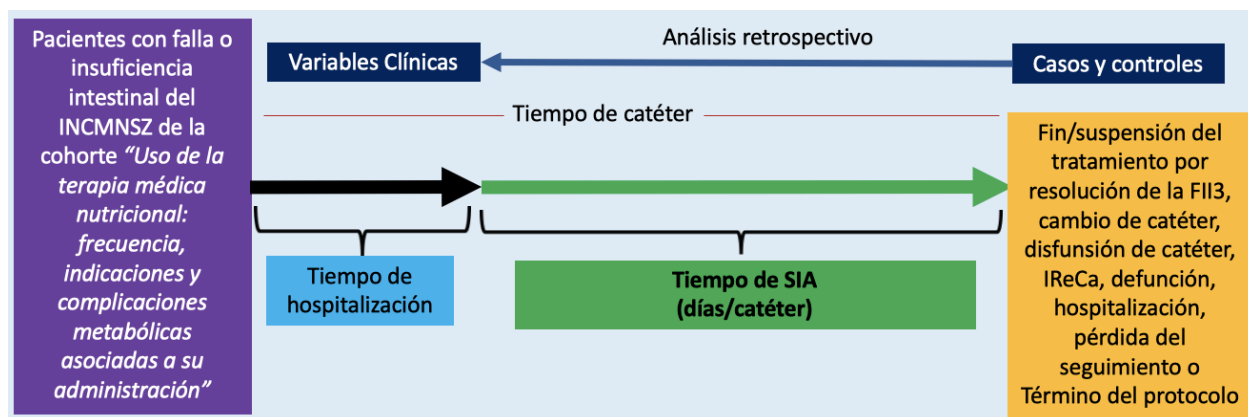 Pacientes con falla o
insuficiencia
intestinal del
INCMNSZ de la
cohorte “Uso de la
terapia médica
nutricional:
frecuencia,
indicaciones y
complicaciones
metabólicas
asociadas a su
administración”
Variables Clínicas
Análisis retrospectivo
Casos y controles
Tiempo de catéter
Tiempo de
hospitalización
Tiempo de SIA
(días/catéter)
Fin/suspensión del
tratamiento por
resolución de la FII3,
cambio de catéter,
disfunsión de catéter,
IReCa, defunción,
hospitalización,
pérdida del
seguimiento o
Término del protocolo